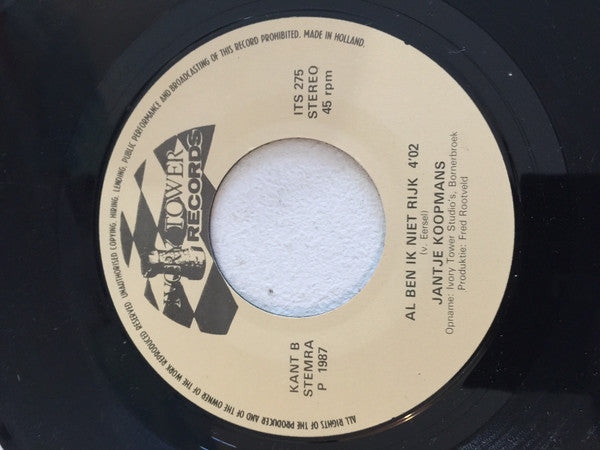 ALL RIGHTS OF THE PRODUCER AND OF THE OWNER OF THE WORK REPRODUCED RESERVED. UNAUTHORISED COPYING, HIRING, LENDING, PUBLIC PERFORMANCE AND BROADCASTING OF THIS RECORD PROHIBITED. MADE IN HOLLAND.
IVORY TOWER
RECORDS
KANT B
STEMRA
P 1987
ITS 275
STEREO
45 rpm
AL BEN IK NIET RIJK 4'02
(v. Eersel)
JANTJE KOOPMANS
Opname: Ivory Tower Studio's, Bornerbroek
Produktie: Fred Rootveld